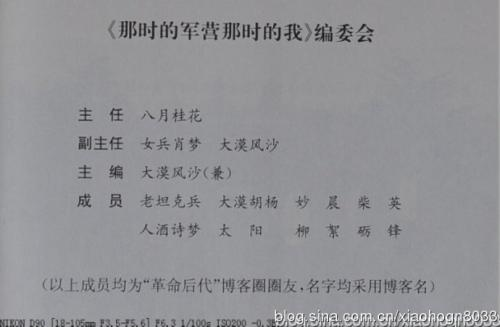 《那时的军营那时的我》编委会
主 任 八月桂花
副主任 女兵肖梦 大漠风沙
主 编 大漠风沙(兼)
成 员 老坦克兵 大漠胡杨 妙 晨 柴 英
人酒诗梦 太 阳 柳 絮 砺 锋
(以上成员均为“革命后代”博客圈圈友,名字均采用博客名)
blog.sina.com.cn/xiaohogn8033
NIKON D90 [18-105mm F3.5-F5.6] F6.3 1/100s ISO200